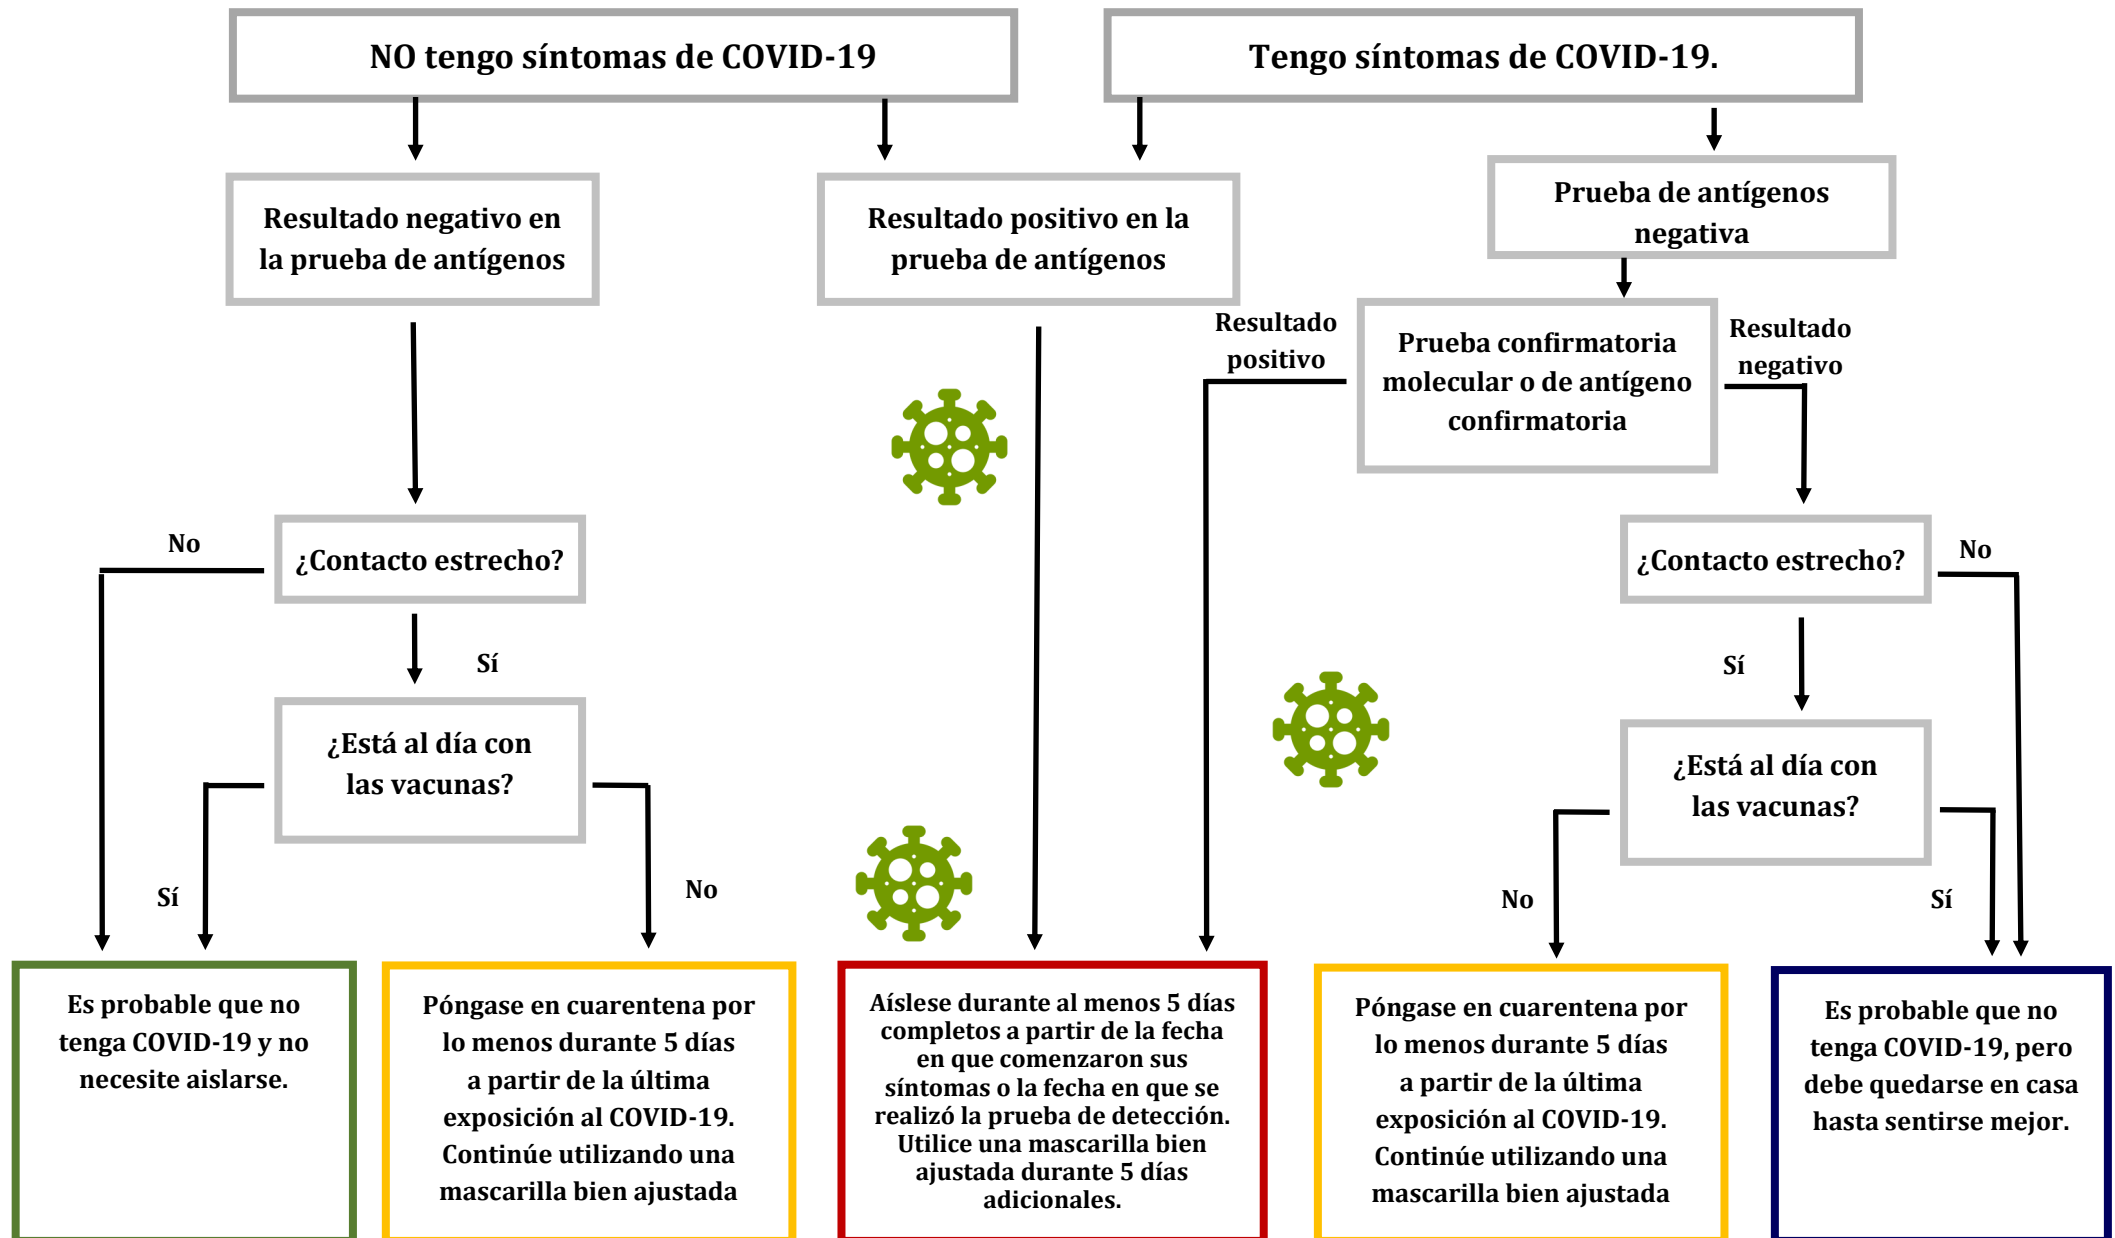 NO tengo síntomas de COVID-19
Tengo síntomas de COVID-19.
Resultado negativo en
la prueba de antígenos
Resultado positivo en la
prueba de antígenos
Prueba de antígenos
negativa
Resultado
positivo
Prueba confirmatoria
molecular o de antígeno
confirmatoria
Resultado
negativo
No
¿Contacto estrecho?
¿Contacto estrecho?
No
Sí
Sí
¿Está al día con
las vacunas?
¿Está al día con
las vacunas?
Sí
No
No
Sí
Es probable que no
tenga COVID-19 y no
necesite aislarse.
Póngase en cuarentena por
lo menos durante 5 días
a partir de la última
exposición al COVID-19.
Continúe utilizando una
mascarilla bien ajustada
Aíslese durante al menos 5 días
completos a partir de la fecha
en que comenzaron sus
síntomas o la fecha en que se
realizó la prueba de detección.
Utilice una mascarilla bien
ajustada durante 5 días
adicionales.
Póngase en cuarentena por
lo menos durante 5 días
a partir de la última
exposición al COVID-19.
Continúe utilizando una
mascarilla bien ajustada
Es probable que no
tenga COVID-19, pero
debe quedarse en casa
hasta sentirse mejor.